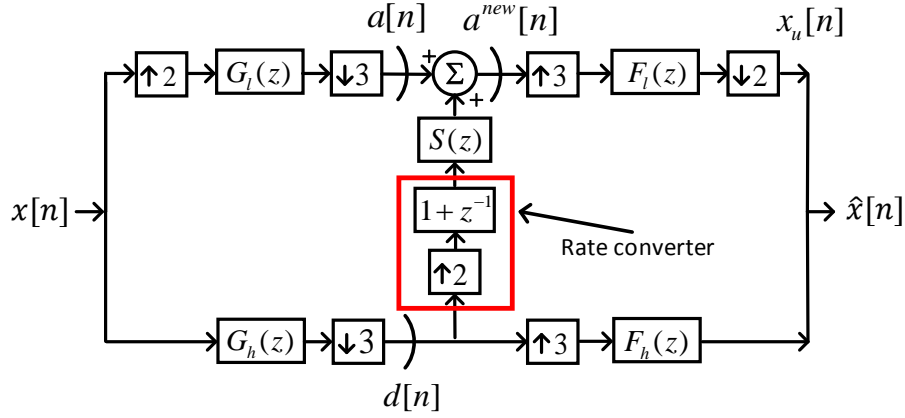 a[n] a^{new}[n] x_u[n]
↑2 G_l(z) ↓3 + Σ ↑3 F_l(z) ↓2
+
S(z)
x[n] 1+z^{-1} x̂[n]
Rate converter
↑2
G_h(z) ↓3 ↑3 F_h(z)
d[n]